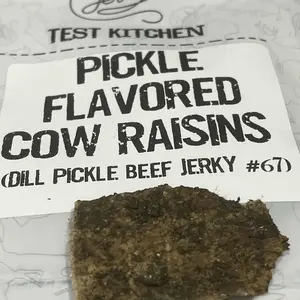 TEST KITCHEN
PICKLE
FLAVORED
COW RAISINS
(DILL PICKLE BEEF JERKY #67)